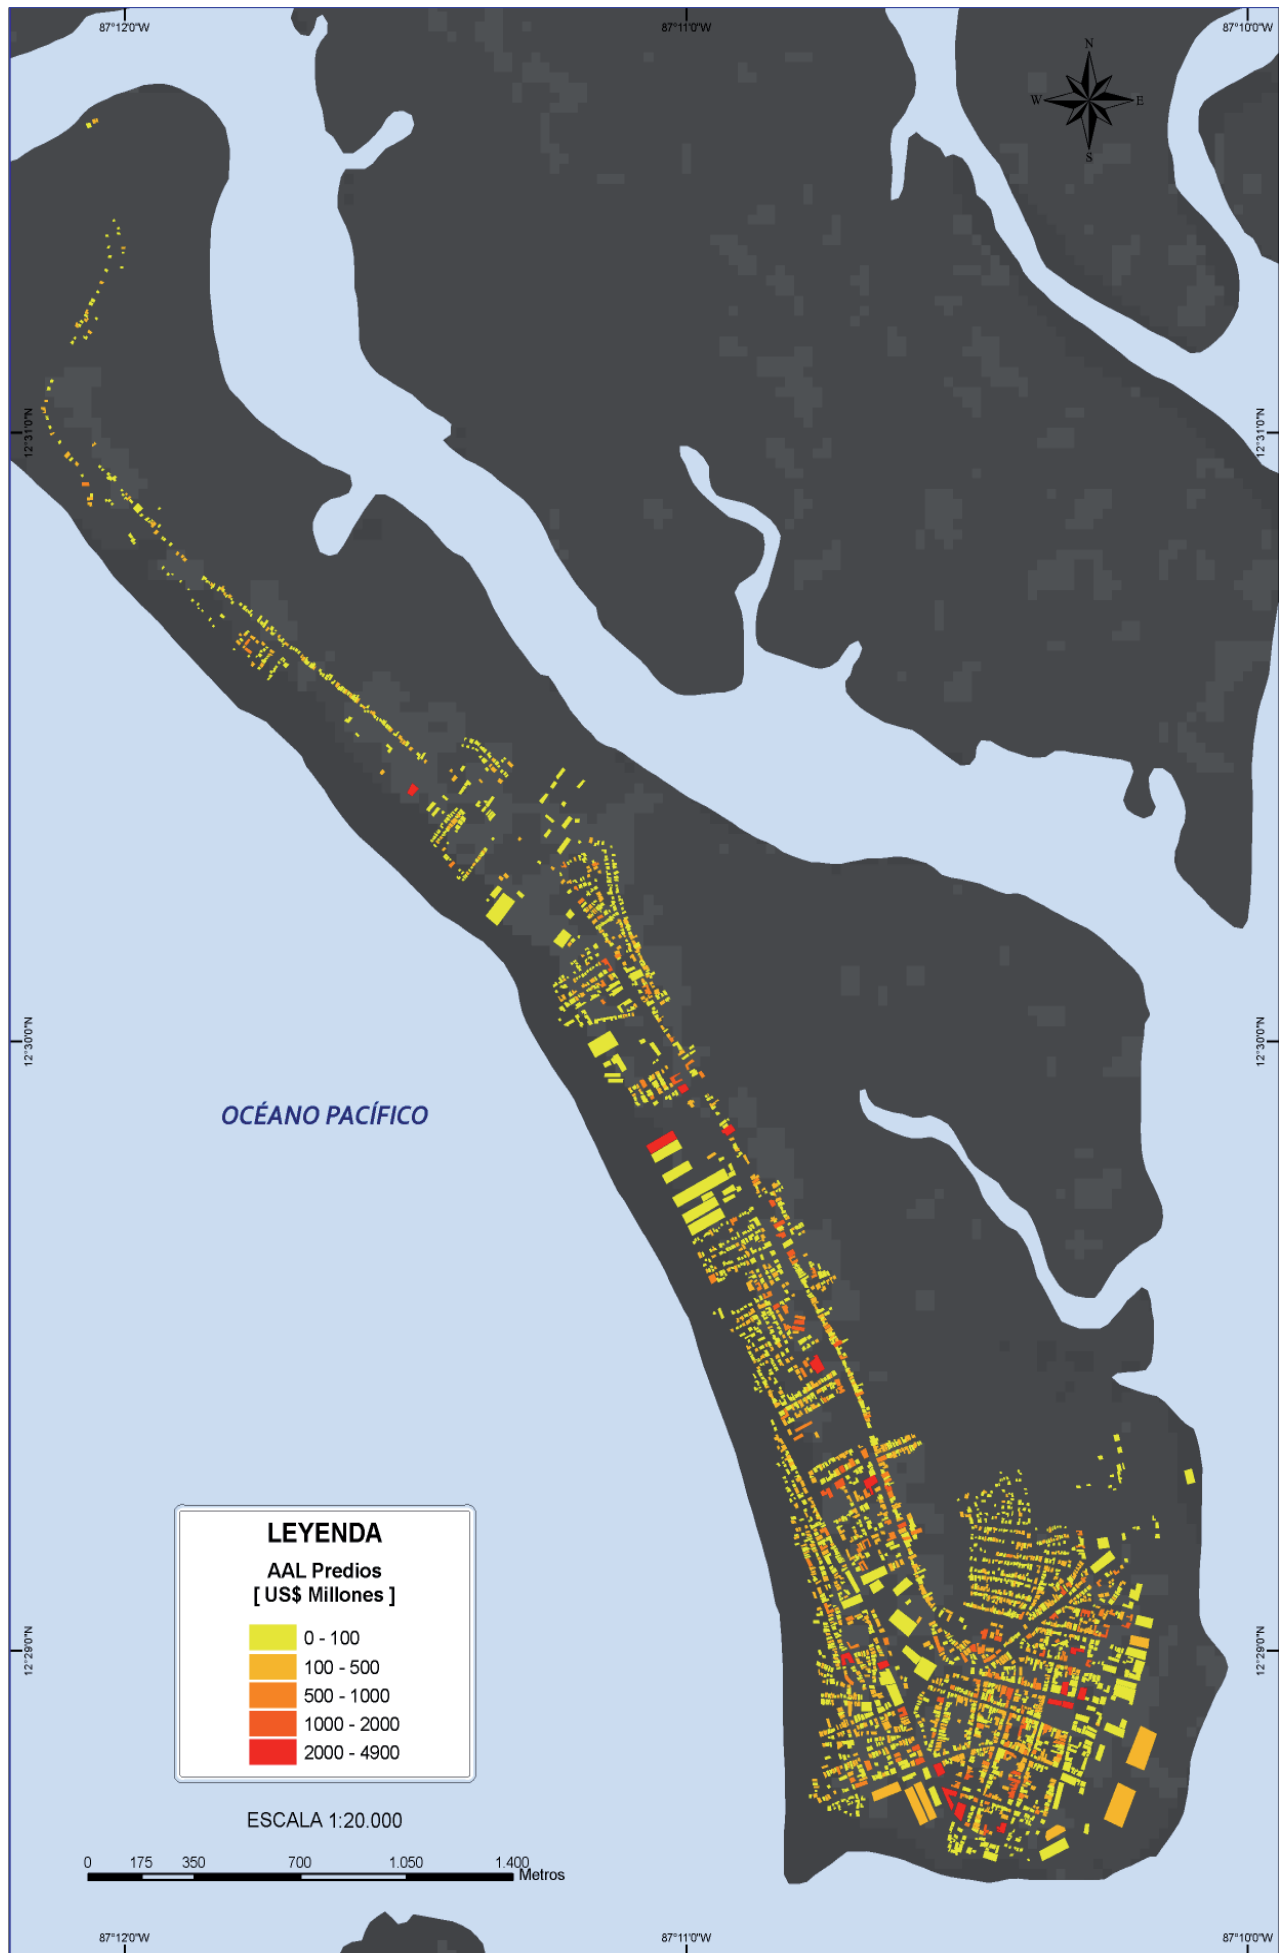 87°12'0"W
87°11'0"W
87°10'0"W
N
W
E
S
12°31'0"N
12°31'0"N
12°30'0"N
12°30'0"N
OCÉANO PACÍFICO
12°29'0"N
12°29'0"N
LEYENDA
AAL Predios
[ US$ Millones ]
0 - 100
100 - 500
500 - 1000
1000 - 2000
2000 - 4900
ESCALA 1:20.000
0 175 350 700 1.050 1.400
Metros
87°12'0"W
87°11'0"W
87°10'0"W